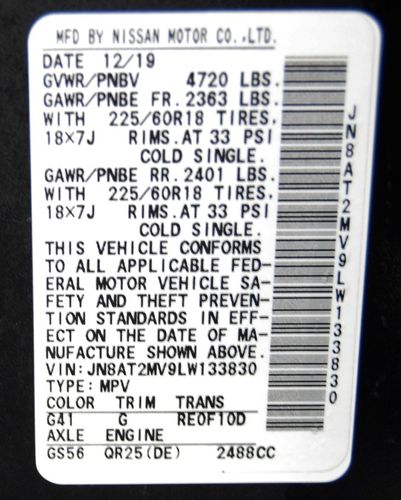 MFD BY NISSAN MOTOR CO.,LTD.
DATE 12/19
GVWR/PNBV 4720 LBS.
GAWR/PNBE FR.2363 LBS.
WITH 225/60R18 TIRES,
18×7J RIMS.AT 33 PSI
COLD SINGLE.
GAWR/PNBE RR.2401 LBS.
WITH 225/60R18 TIRES.
18×7J RIMS.AT 33 PSI
COLD SINGLE.
THIS VEHICLE CONFORMS
TO ALL APPLICABLE FED-
ERAL MOTOR VEHICLE SA-
FETY AND THEFT PREVEN-
TION STANDARDS IN EFF-
ECT ON THE DATE OF MA-
NUFACTURE SHOWN ABOVE.
VIN:JN8AT2MV9LW133830
TYPE:MPV
COLOR TRIM TRANS
G41 G RE0F10D
AXLE ENGINE
GS56 QR25(DE) 2488CC
JN8AT2MV9LW133830